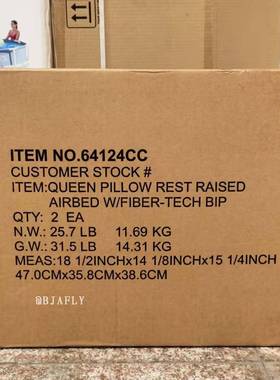 ITEM NO.64124CC
CUSTOMER STOCK #
ITEM:QUEEN PILLOW REST RAISED
AIRBED W/FIBER-TECH BIP
QTY: 2 EA
N.W.: 25.7 LB 11.69 KG
G.W.: 31.5 LB 14.31 KG
MEAS:18 1/2INCHx14 1/8INCHx15 1/4INCH
47.0CMx35.8CMx38.6CM
@BJAFLY